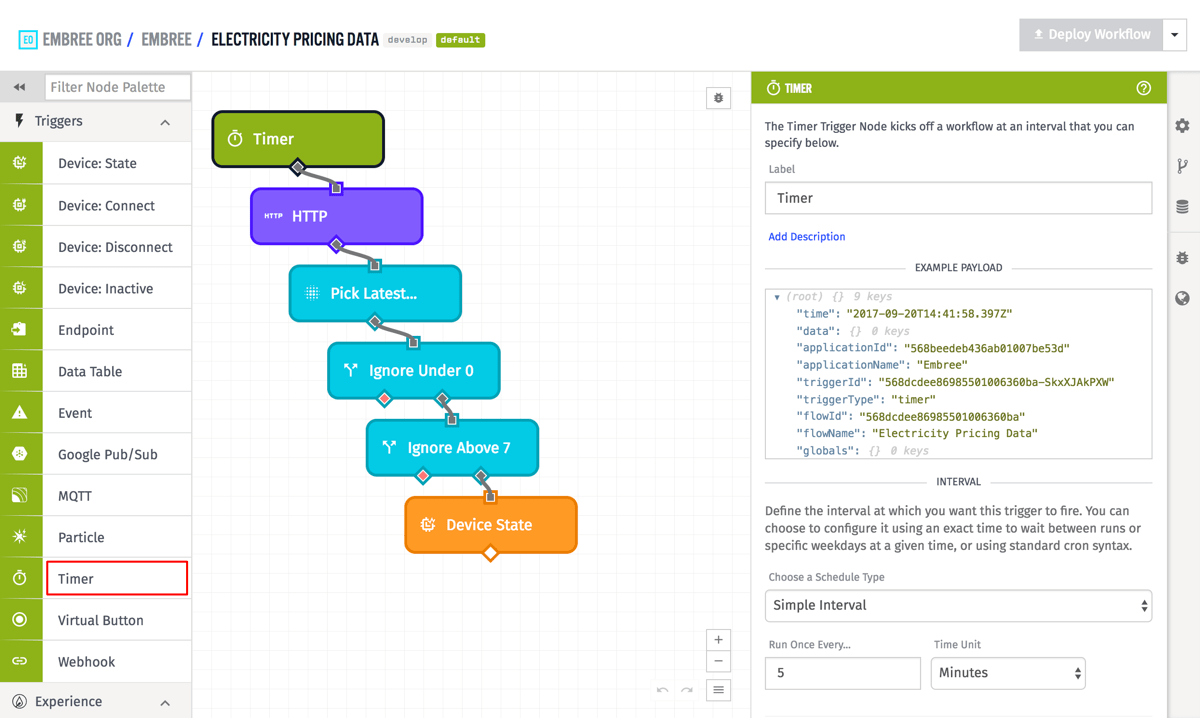 EMBREE ORG / EMBREE / ELECTRICITY PRICING DATA develop default
Deploy Workflow
Filter Node Palette
Triggers
Device: State
Device: Connect
Device: Disconnect
Device: Inactive
Endpoint
Data Table
Event
Google Pub/Sub
MQTT
Particle
Timer
Virtual Button
Webhook
Experience
Timer
HTTP HTTP
Pick Latest...
Ignore Under 0
Ignore Above 7
Device State
TIMER
The Timer Trigger Node kicks off a workflow at an interval that you can
specify below.
Label
Timer
Add Description
EXAMPLE PAYLOAD
(root) {} 9 keys
"time": "2017-09-20T14:41:58.397Z"
"data": {} 0 keys
"applicationId": "568beedeb436ab01007be53d"
"applicationName": "Embree"
"triggerId": "568dcdee86985501006360ba-SkxXJAkPXW"
"triggerType": "timer"
"flowId": "568dcdee86985501006360ba"
"flowName": "Electricity Pricing Data"
"globals": {} 0 keys
INTERVAL
Define the interval at which you want this trigger to fire. You can
choose to configure it using an exact time to wait between runs or
specific weekdays at a given time, or using standard cron syntax.
Choose a Schedule Type
Simple Interval
Run Once Every... Time Unit
5 Minutes